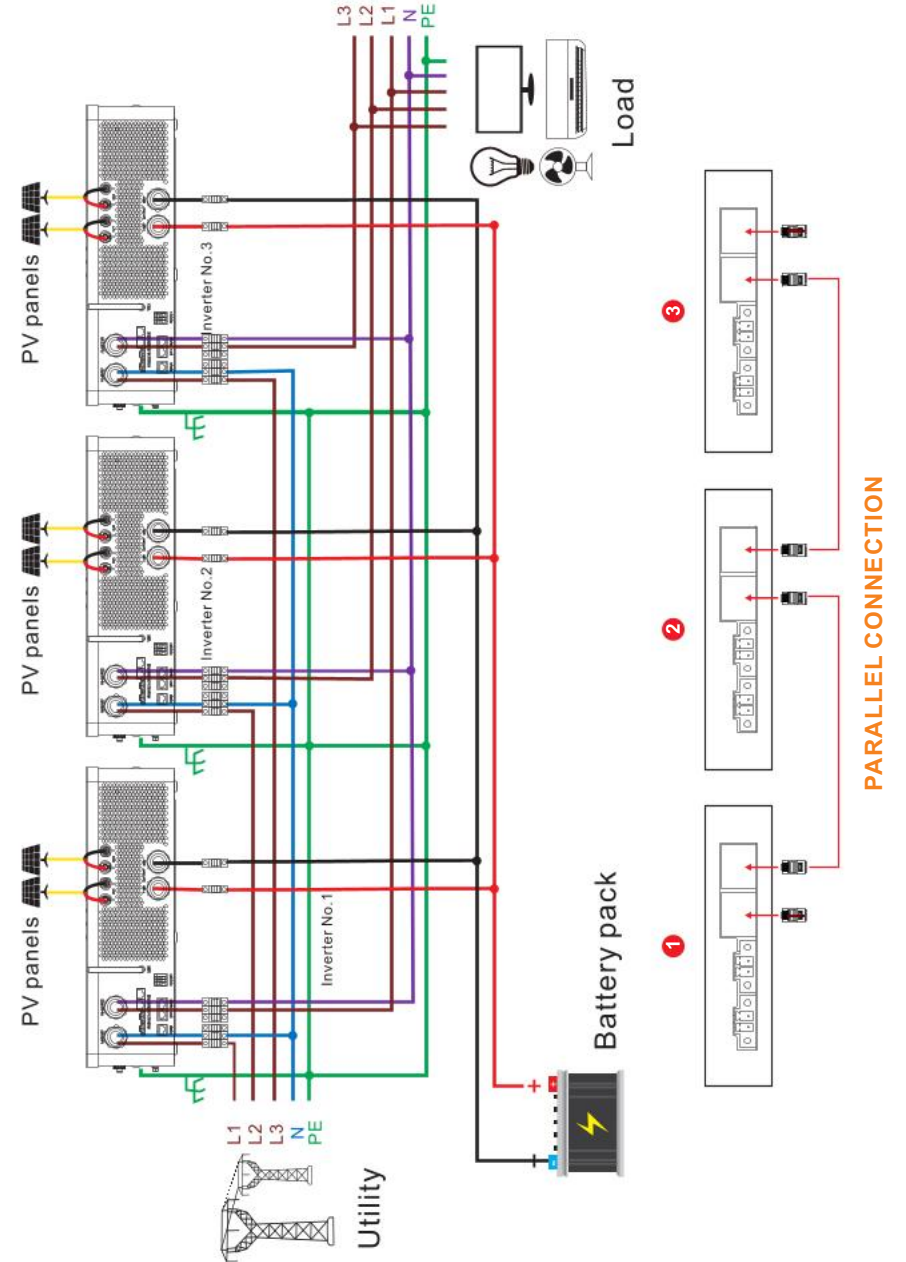 PV panels
PV panels
PV panels
Inverter No.1
Inverter No.2
Inverter No.3
L3
L2
L1
N
PE
L1
L2
L3
N
PE
Utility
Battery pack
Load
+
1
2
3
PARALLEL CONNECTION